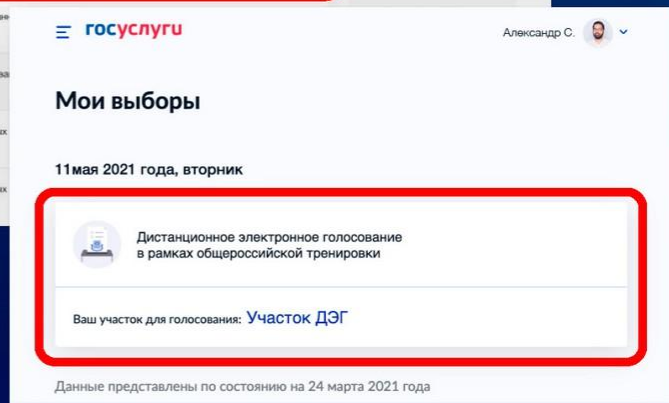 госуслуги
Александр С.
Мои выборы
11мая 2021 года, вторник
Дистанционное электронное голосование
в рамках общероссийской тренировки
Ваш участок для голосования: Участок ДЭГ
Данные представлены по состоянию на 24 марта 2021 года